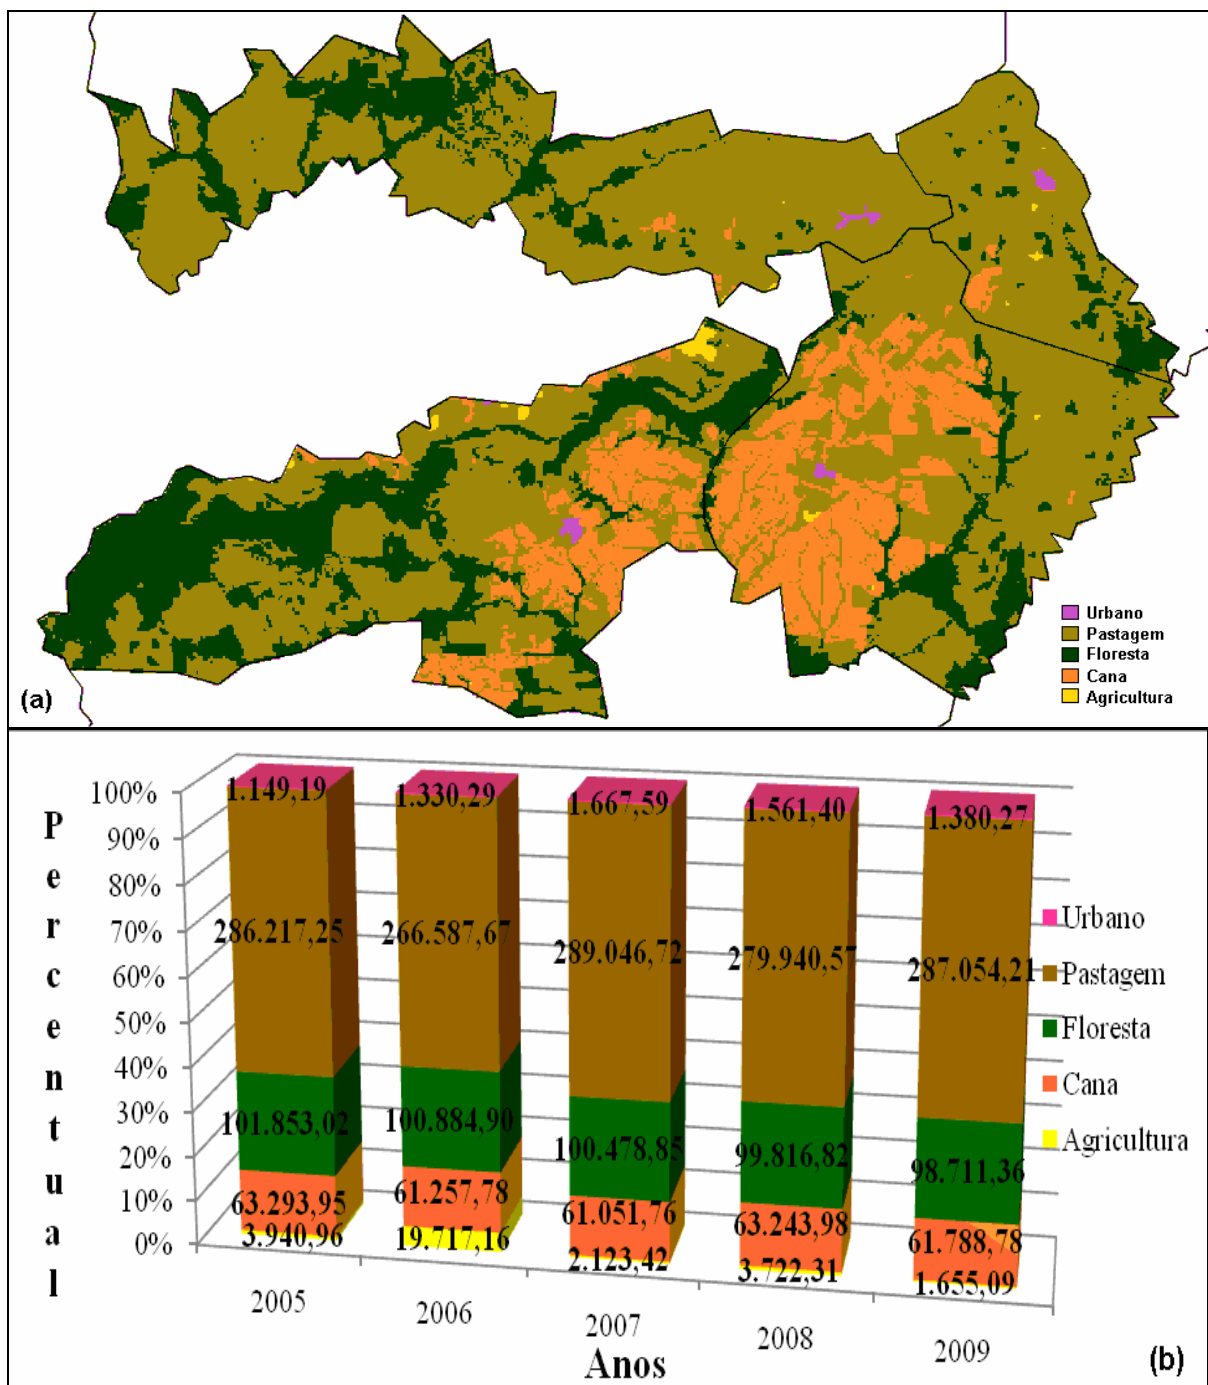 Urbano
Pastagem
Floresta
Cana
Agricultura
(a)
Percentual
100%
90%
80%
70%
60%
50%
40%
30%
20%
10%
0%
1.149,19
1.330,29
1.667,59
1.561,40
1.380,27
286.217,25
266.587,67
289.046,72
279.940,57
287.054,21
101.853,02
100.884,90
100.478,85
99.816,82
98.711,36
63.293,95
61.257,78
61.051,76
63.243,98
61.788,78
3.940,96
19.717,16
2.123,42
3.722,31
1.655,09
Urbano
Pastagem
Floresta
Cana
Agricultura
2005
2006
2007
2008
2009
Anos
(b)